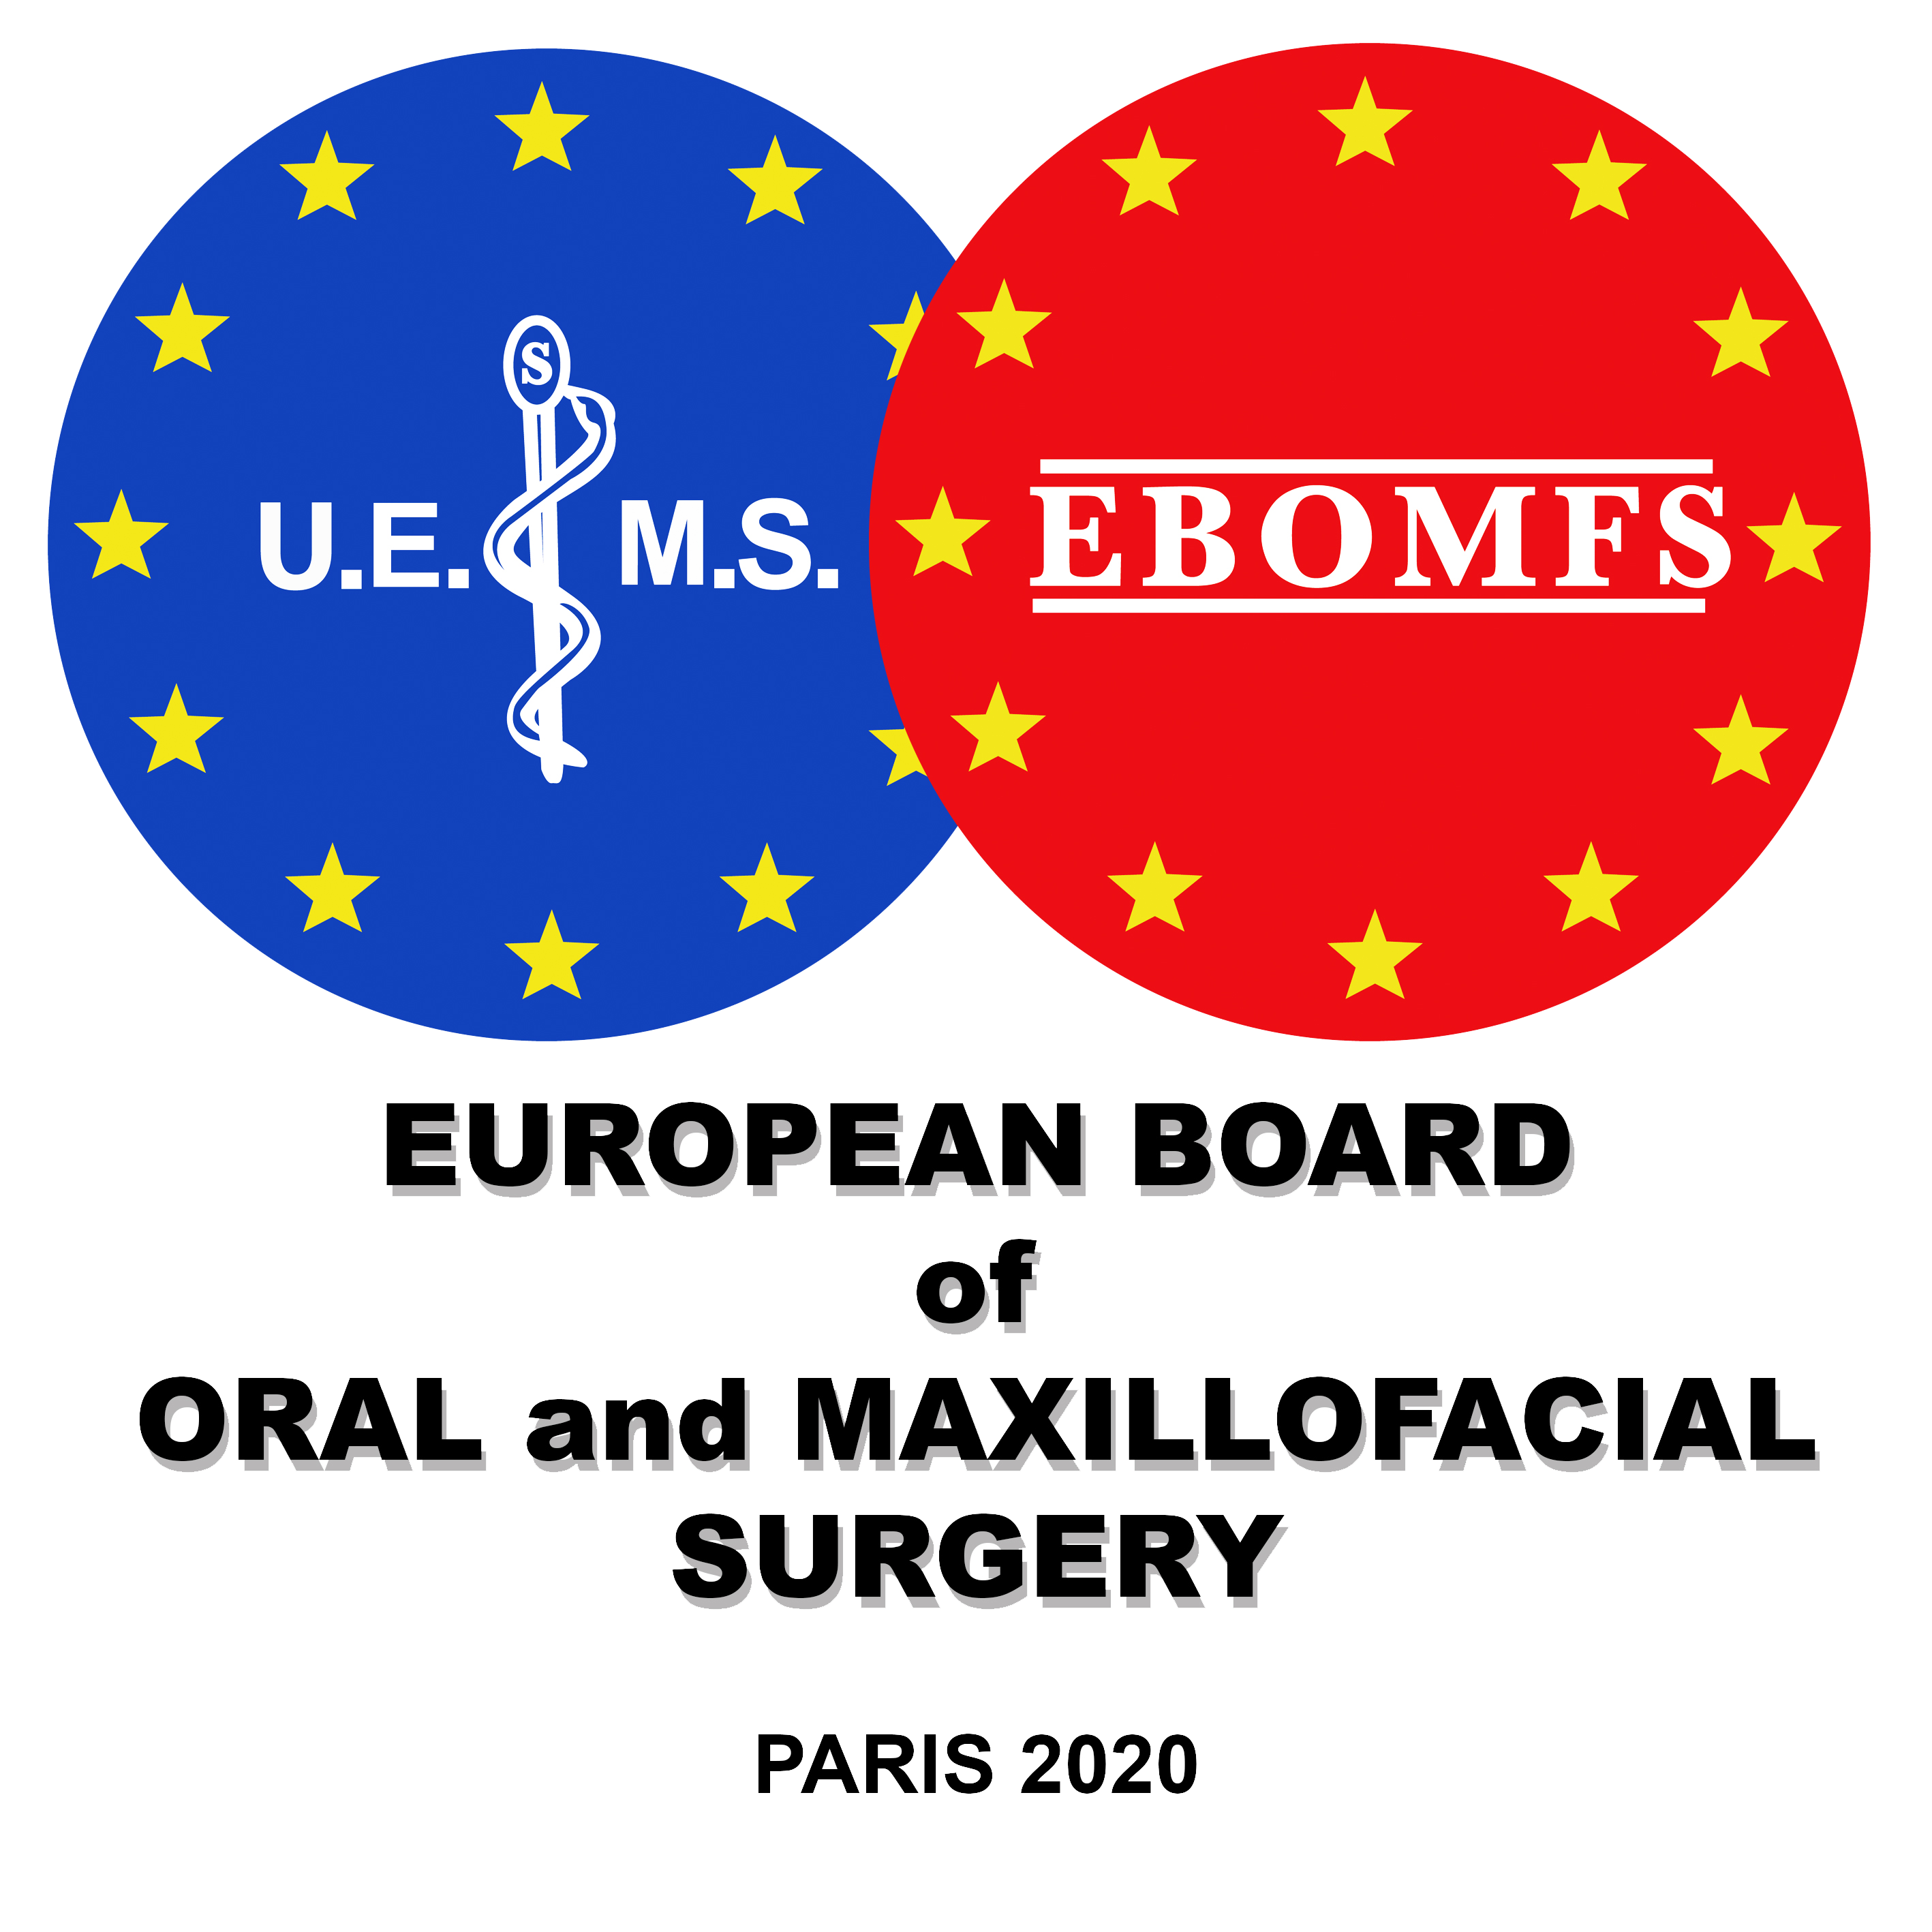 S
U.E. M.S.
EBOMFS
EUROPEAN BOARD
of
ORAL and MAXILLOFACIAL
SURGERY
PARIS 2020